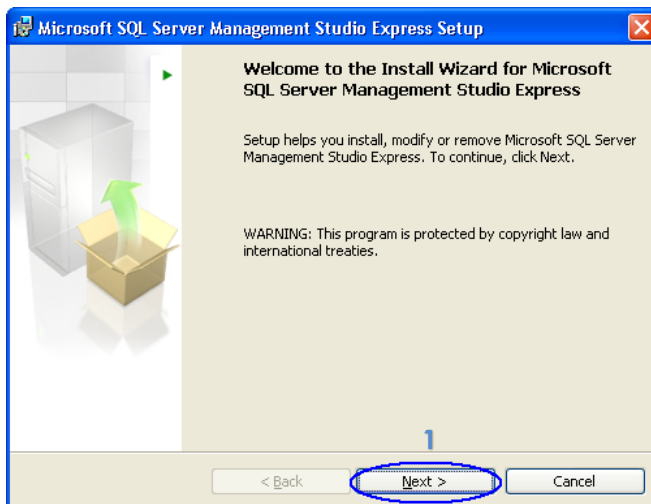 Microsoft SQL Server Management Studio Express Setup
Welcome to the Install Wizard for Microsoft
SQL Server Management Studio Express
Setup helps you install, modify or remove Microsoft SQL Server
Management Studio Express. To continue, click Next.
WARNING: This program is protected by copyright law and
international treaties.
1
< Back Next > Cancel